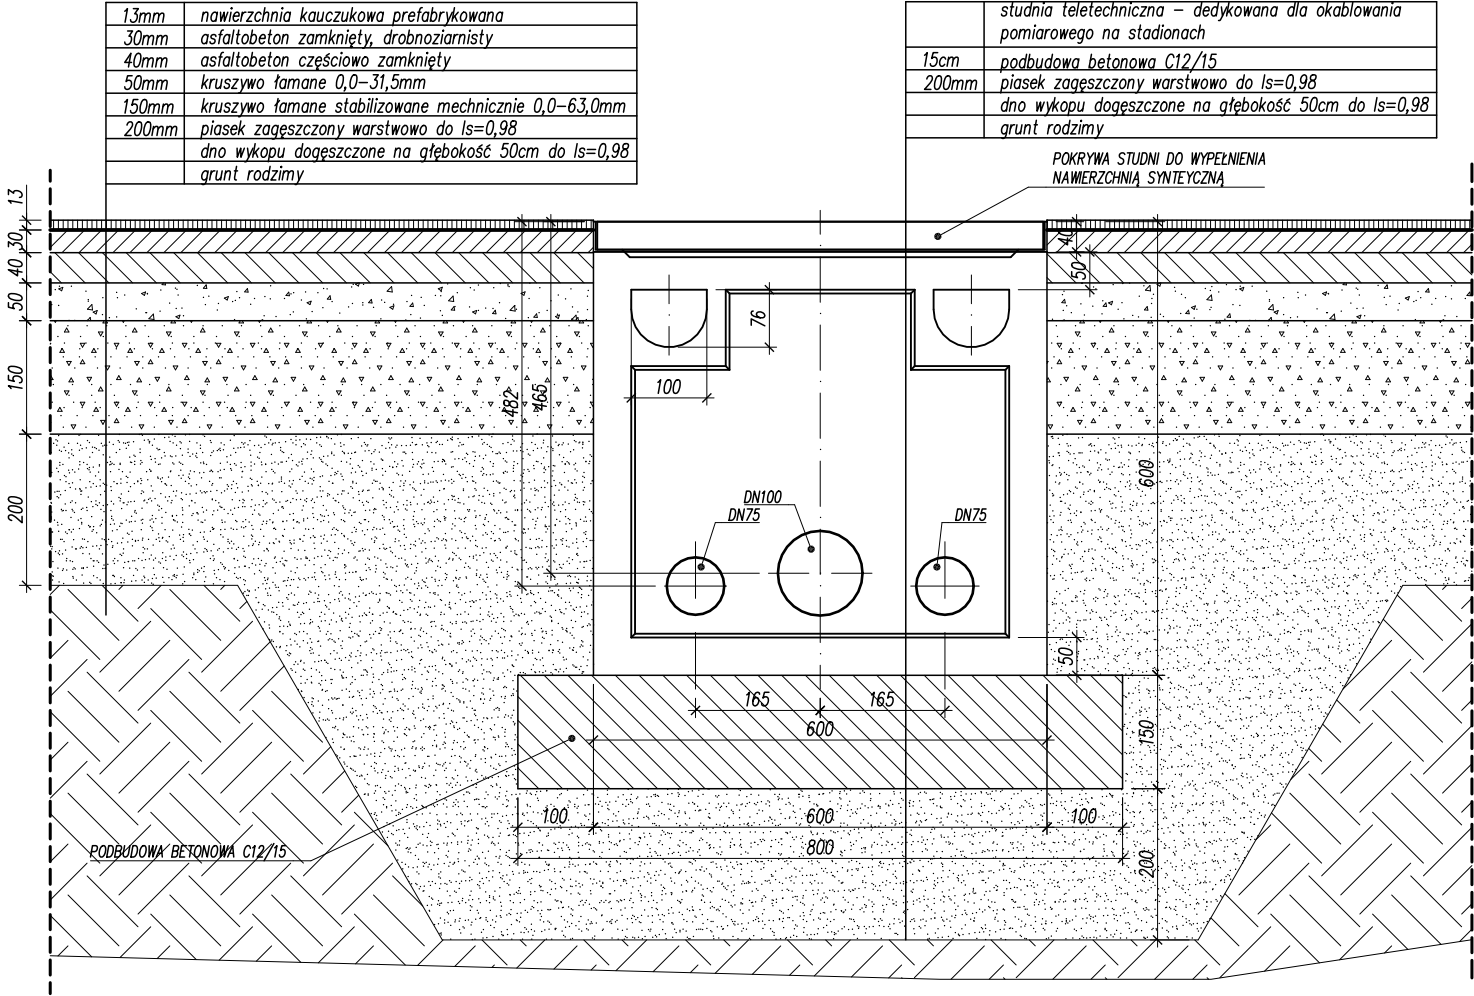 13mm nawierzchnia kauczukowa prefabrykowana
30mm asfaltobeton zamknięty, drobnoziarnisty
40mm asfaltobeton częściowo zamknięty
50mm kruszywo łamane 0,0-31,5mm
150mm kruszywo łamane stabilizowane mechnicznie 0,0-63,0mm
200mm piasek zagęszczony warstwowo do Is=0,98
dno wykopu dogęszczone na głębokość 50cm do Is=0,98
grunt rodzimy
studnia teletechniczna – dedykowana dla okablowania
pomiarowego na stadionach
15cm podbudowa betonowa C12/15
200mm piasek zagęszczony warstwowo do Is=0,98
dno wykopu dogęszczone na głębokość 50cm do Is=0,98
grunt rodzimy
POKRYWA STUDNI DO WYPEŁNIENIA
NAWIERZCHNIĄ SYNTEYCZNĄ
13
30
40
50
150
200
482
465
76
100
40
50
600
DN100
DN75
DN75
50
165
165
600
150
100
600
100
800
200
PODBUDOWA BETONOWA C12/15